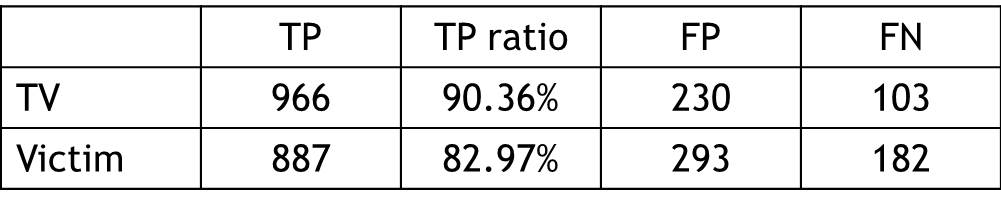 TP TP ratio FP FN
TV 966 90.36% 230 103
Victim 887 82.97% 293 182